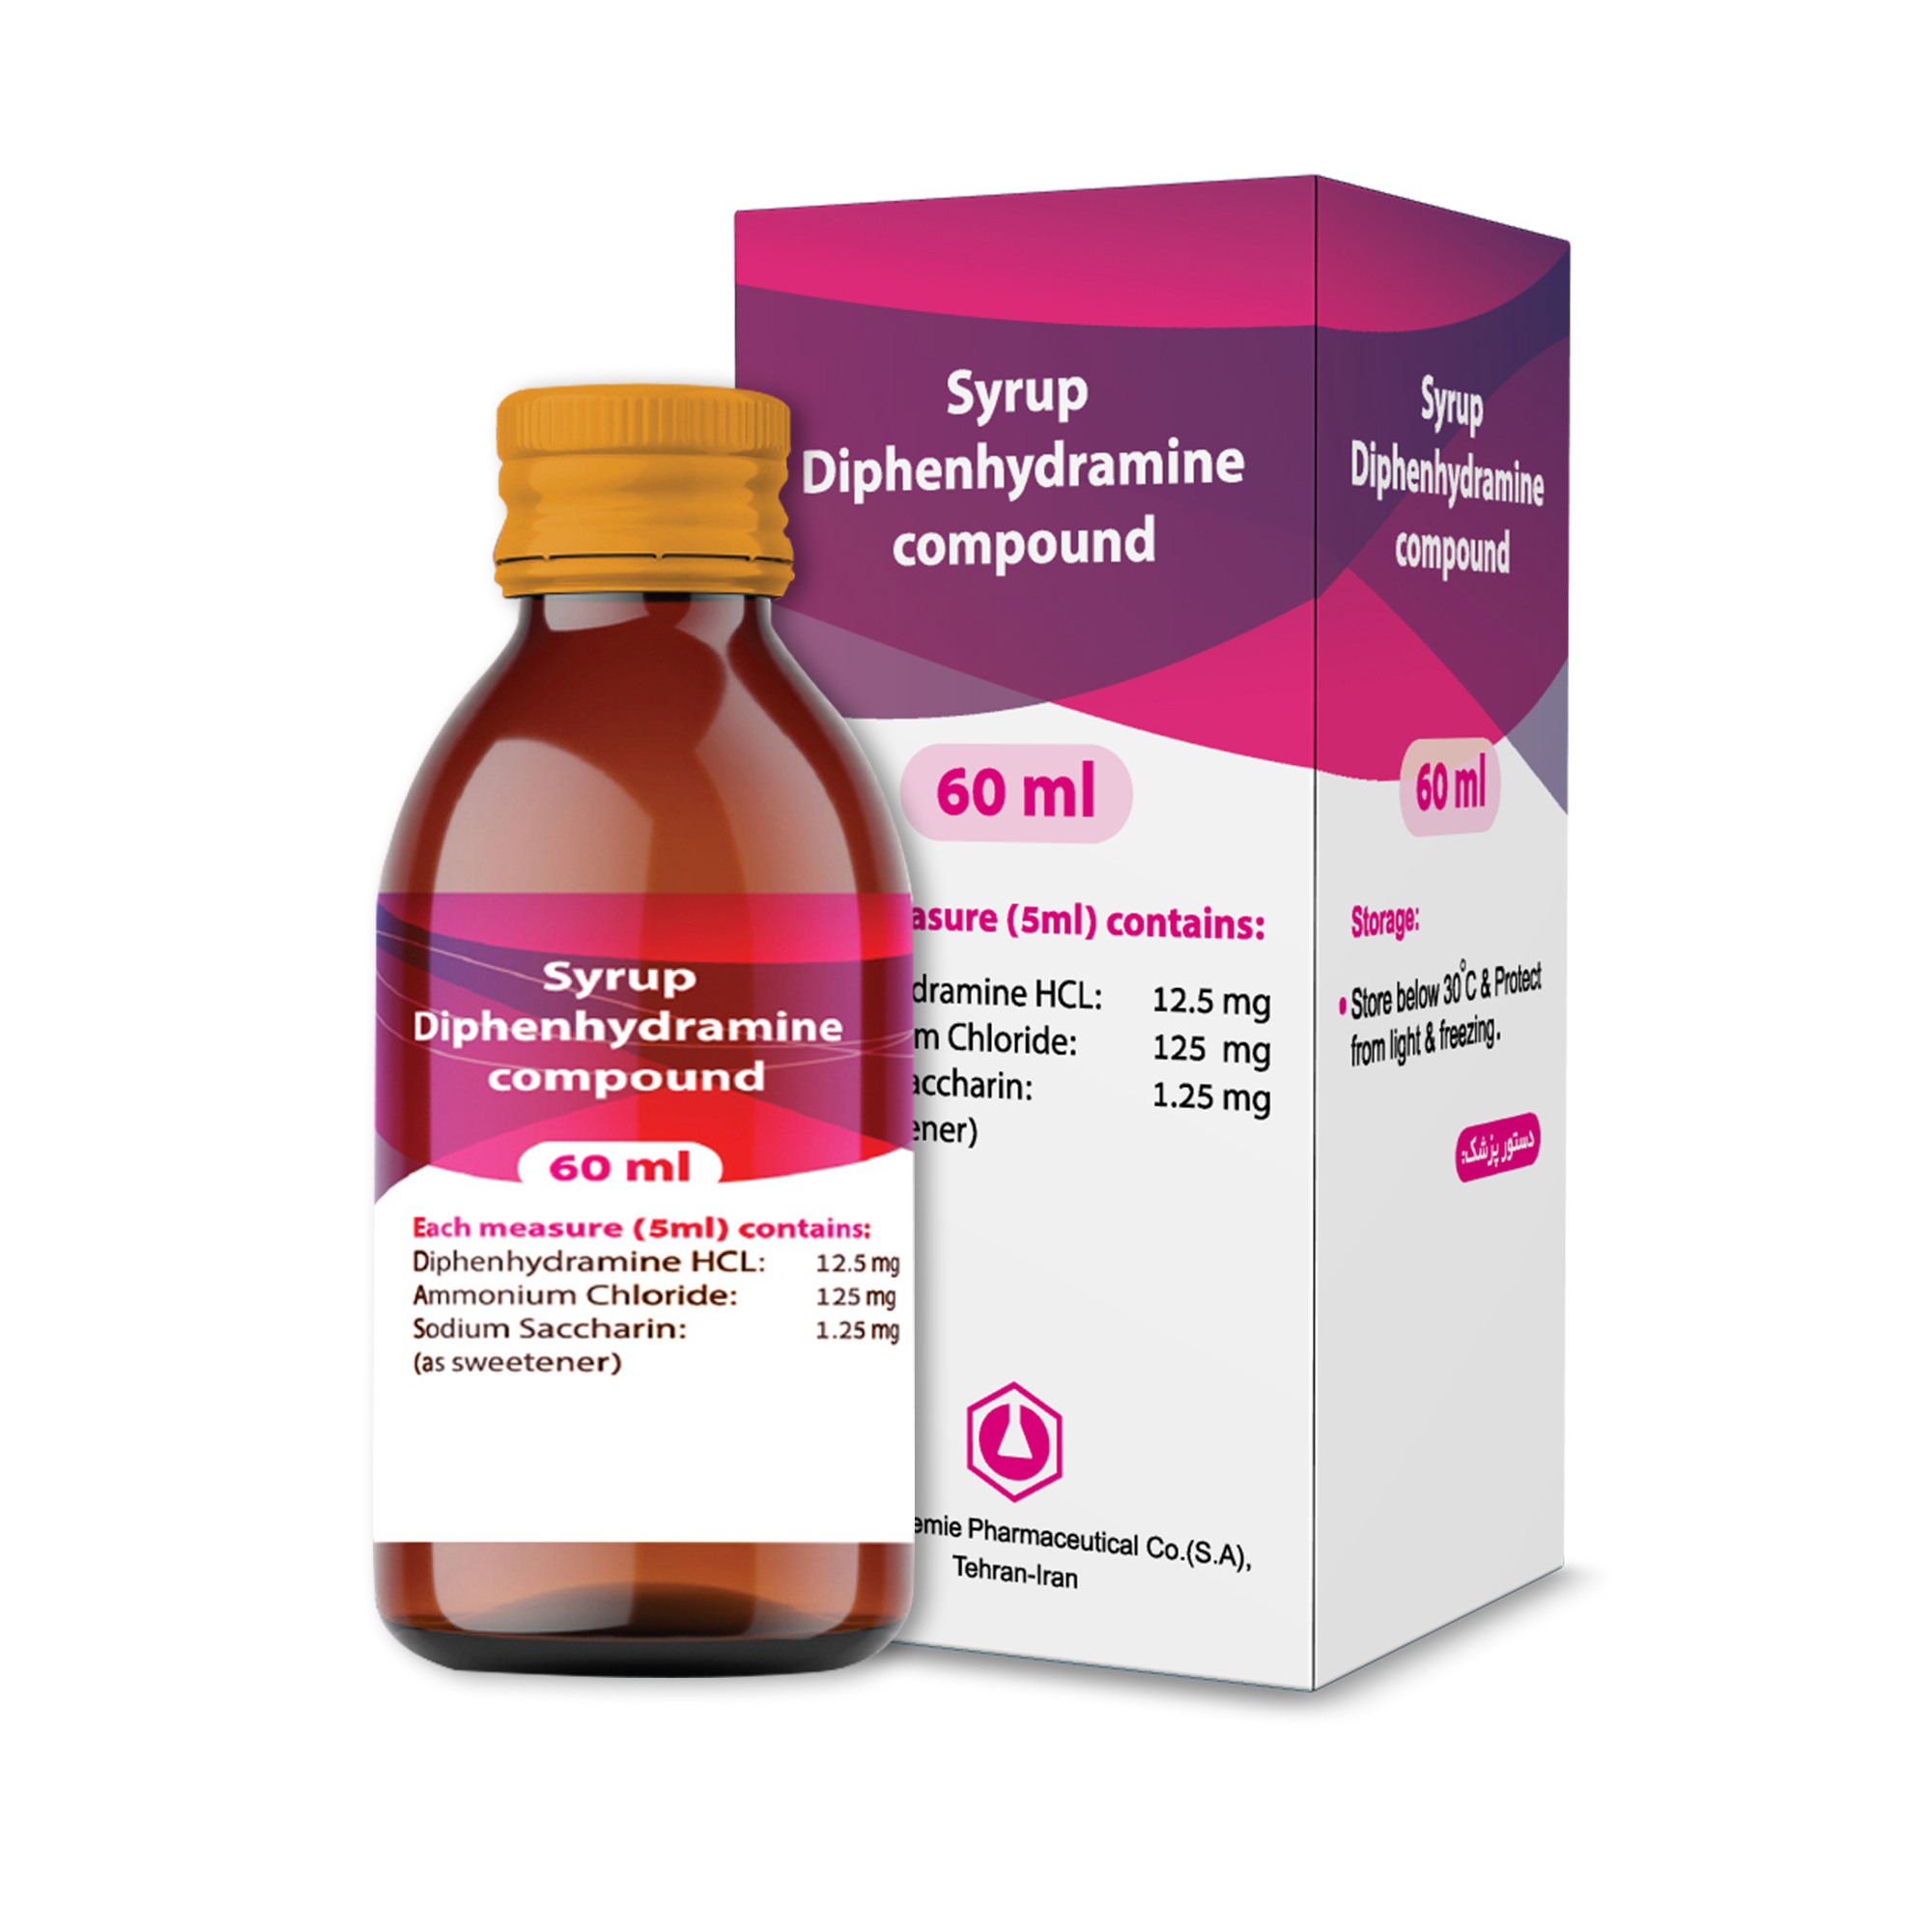 Syrup
Diphenhydramine
compound
60 ml
Each measure (5ml) contains:
Diphenhydramine HCL: 12.5 mg
Ammonium Chloride: 125 mg
Sodium Saccharin: 1.25 mg
(as sweetener)
Syrup
Diphenhydramine
compound
60 ml
asure (5ml) contains:
dramine HCL: 12.5 mg
m Chloride: 125 mg
accharin: 1.25 mg
ener)
emie Pharmaceutical Co.(S.A),
Tehran-Iran
Syrup
Diphenhydramine
compound
60 ml
Storage:
• Store below 30°C & Protect
from light & freezing.
دستور پزشک: